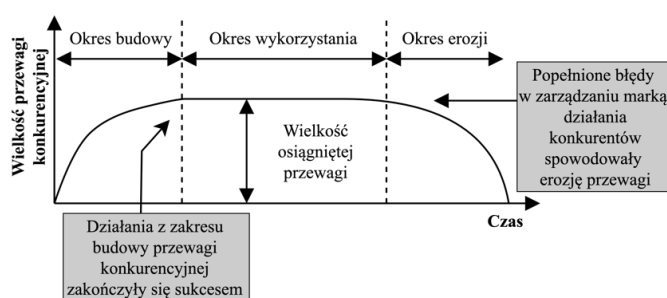 Okres budowy
Okres wykorzystania
Okres erozji
Wielkość przewagi
konkurencyjnej
Popełnione błędy
w zarządzaniu marką
działania
konkurentów
spowodowały
erozję przewagi
Wielkość
osiągniętej
przewagi
Czas
Działania z zakresu
budowy przewagi
konkurencyjnej
zakończyły się sukcesem